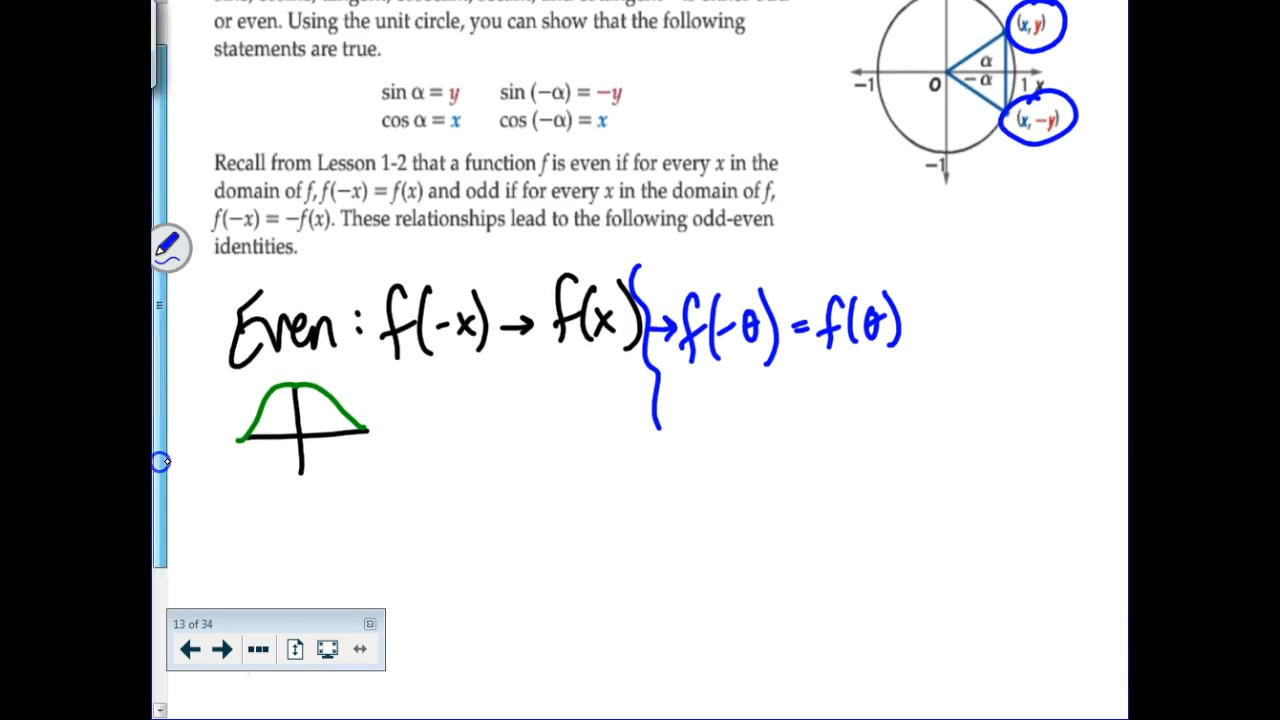 or even. Using the unit circle, you can show that the following
statements are true.
sin α = y sin (−α) = −y
cos α = x cos (−α) = x
(x, y)
α
−α
−1 O 1 x
(x, −y)
−1
Recall from Lesson 1-2 that a function f is even if for every x in the
domain of f, f(−x) = f(x) and odd if for every x in the domain of f,
f(−x) = −f(x). These relationships lead to the following odd-even
identities.
Even: f(-x) → f(x) } → f(-θ) = f(θ)
13 of 34